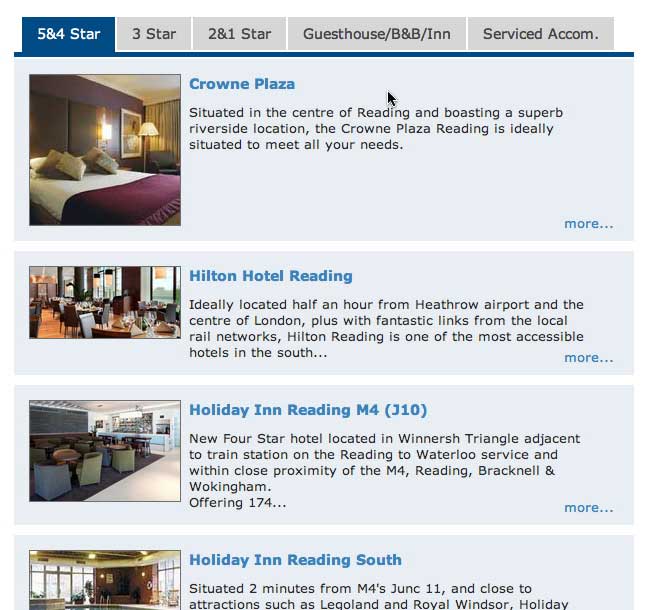 5&4 Star
3 Star
2&1 Star
Guesthouse/B&B/Inn
Serviced Accom.
Crowne Plaza
Situated in the centre of Reading and boasting a superb
riverside location, the Crowne Plaza Reading is ideally
situated to meet all your needs.
more...
Hilton Hotel Reading
Ideally located half an hour from Heathrow airport and the
centre of London, plus with fantastic links from the local
rail networks, Hilton Reading is one of the most accessible
hotels in the south...
more...
Holiday Inn Reading M4 (J10)
New Four Star hotel located in Winnersh Triangle adjacent
to train station on the Reading to Waterloo service and
within close proximity of the M4, Reading, Bracknell &
Wokingham.
Offering 174...
more...
Holiday Inn Reading South
Situated 2 minutes from M4's Junc 11, and close to
attractions such as Legoland and Royal Windsor, Holiday